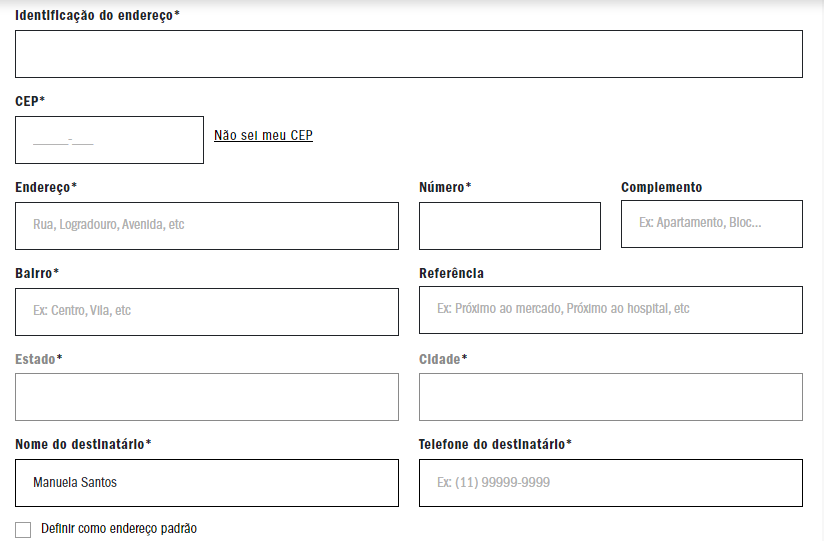 Identificação do endereço*
CEP*
_____-___ Não sei meu CEP
Endereço* Número* Complemento
Rua, Logradouro, Avenida, etc Ex: Apartamento, Bloc...
Bairro* Referência
Ex: Centro, Vila, etc Ex: Próximo ao mercado, Próximo ao hospital, etc
Estado* Cidade*
Nome do destinatário* Telefone do destinatário*
Manuela Santos Ex: (11) 99999-9999
Definir como endereço padrão